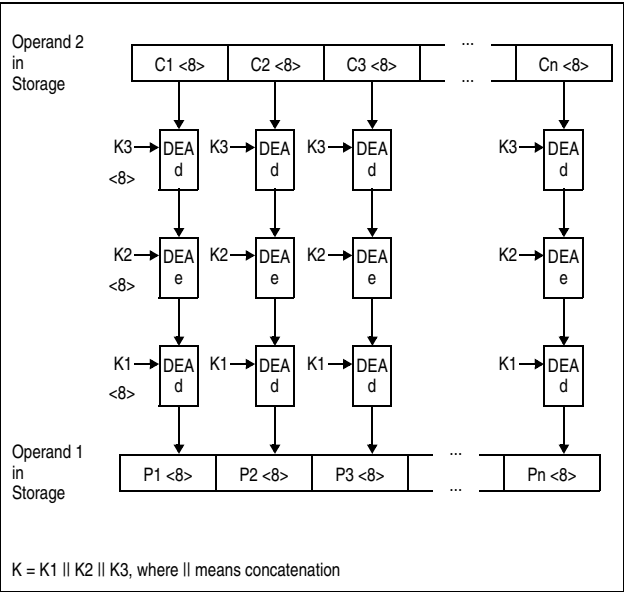 Operand 2
in
Storage
C1 <8> C2 <8> C3 <8> ... ... Cn <8>
K3 DEA d K3 DEA d K3 DEA d K3 DEA d
<8>
K2 DEA e K2 DEA e K2 DEA e K2 DEA e
<8>
K1 DEA d K1 DEA d K1 DEA d K1 DEA d
<8>
Operand 1
in
Storage
P1 <8> P2 <8> P3 <8> ... ... Pn <8>
K = K1 || K2 || K3, where || means concatenation